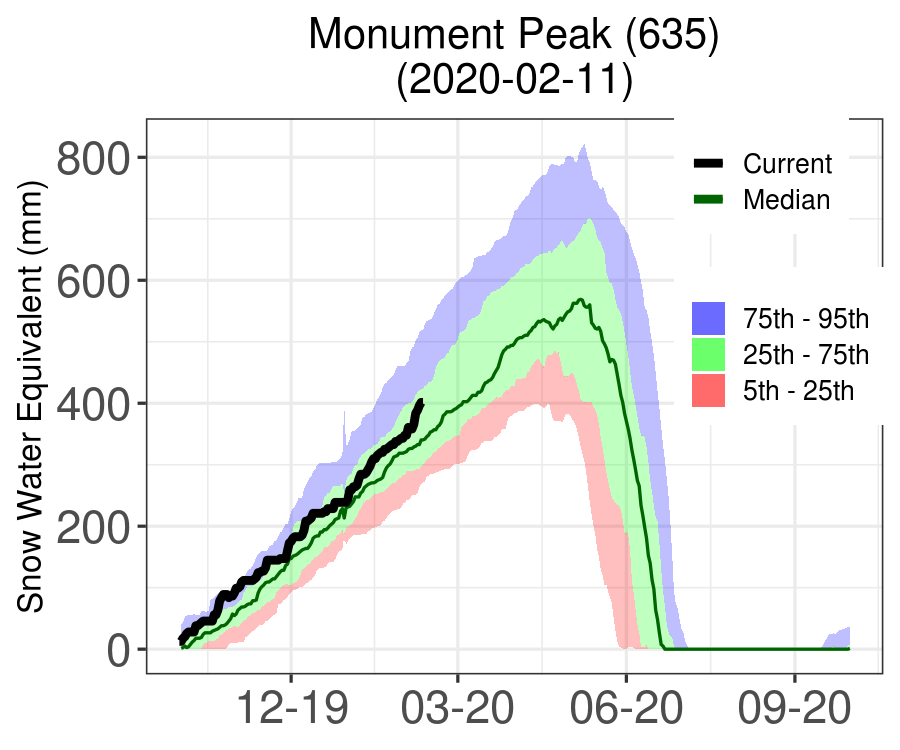 Monument Peak (635)
(2020-02-11)
Snow Water Equivalent (mm)
800
600
400
200
0
12-19
03-20
06-20
09-20
Current
Median
75th - 95th
25th - 75th
5th - 25th